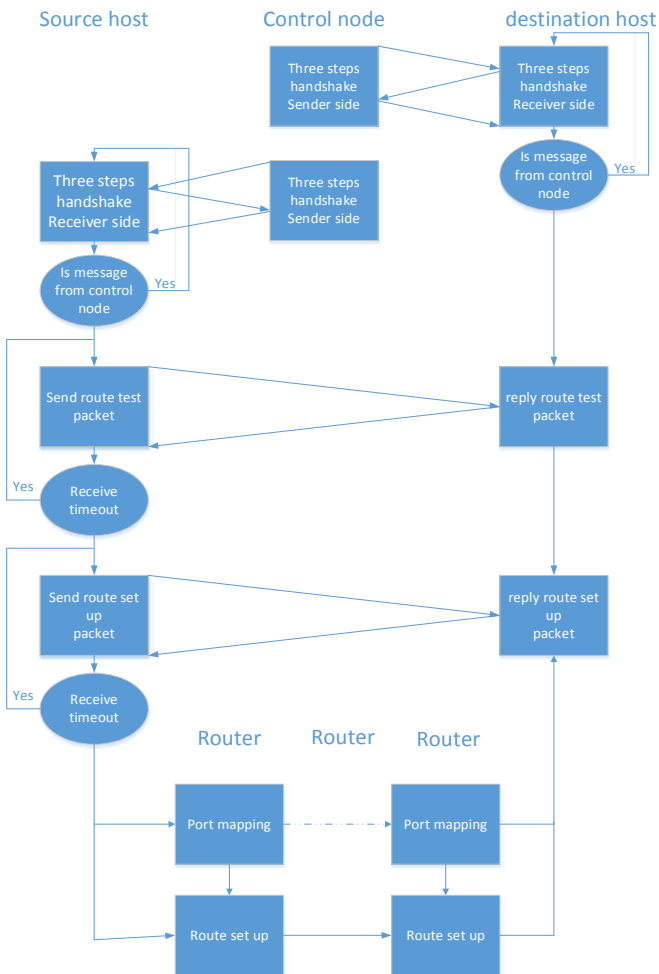 Source host
Control node
destination host
Three steps
handshake
Sender side
Three steps
handshake
Receiver side
Is message
from control
node
Yes
Three steps
handshake
Receiver side
Three steps
handshake
Sender side
Is message
from control
node
Yes
Send route test
packet
reply route test
packet
Yes
Receive
timeout
Send route set
up
packet
reply route set
up
packet
Yes
Receive
timeout
Router
Router
Router
Port mapping
Port mapping
Route set up
Route set up